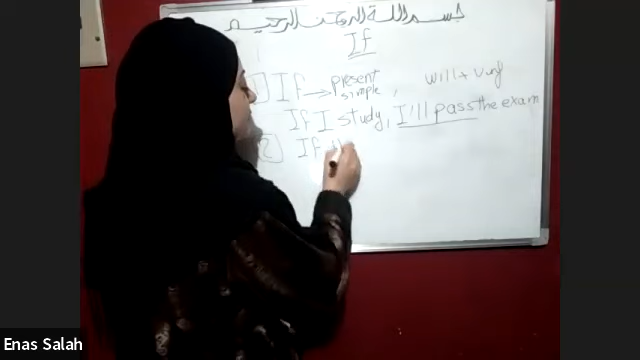 بسم الله الرحمن الرحيم
If
1] If → present simple, will + v.inf
If I study, I'll pass the exam
2] If
Enas Salah